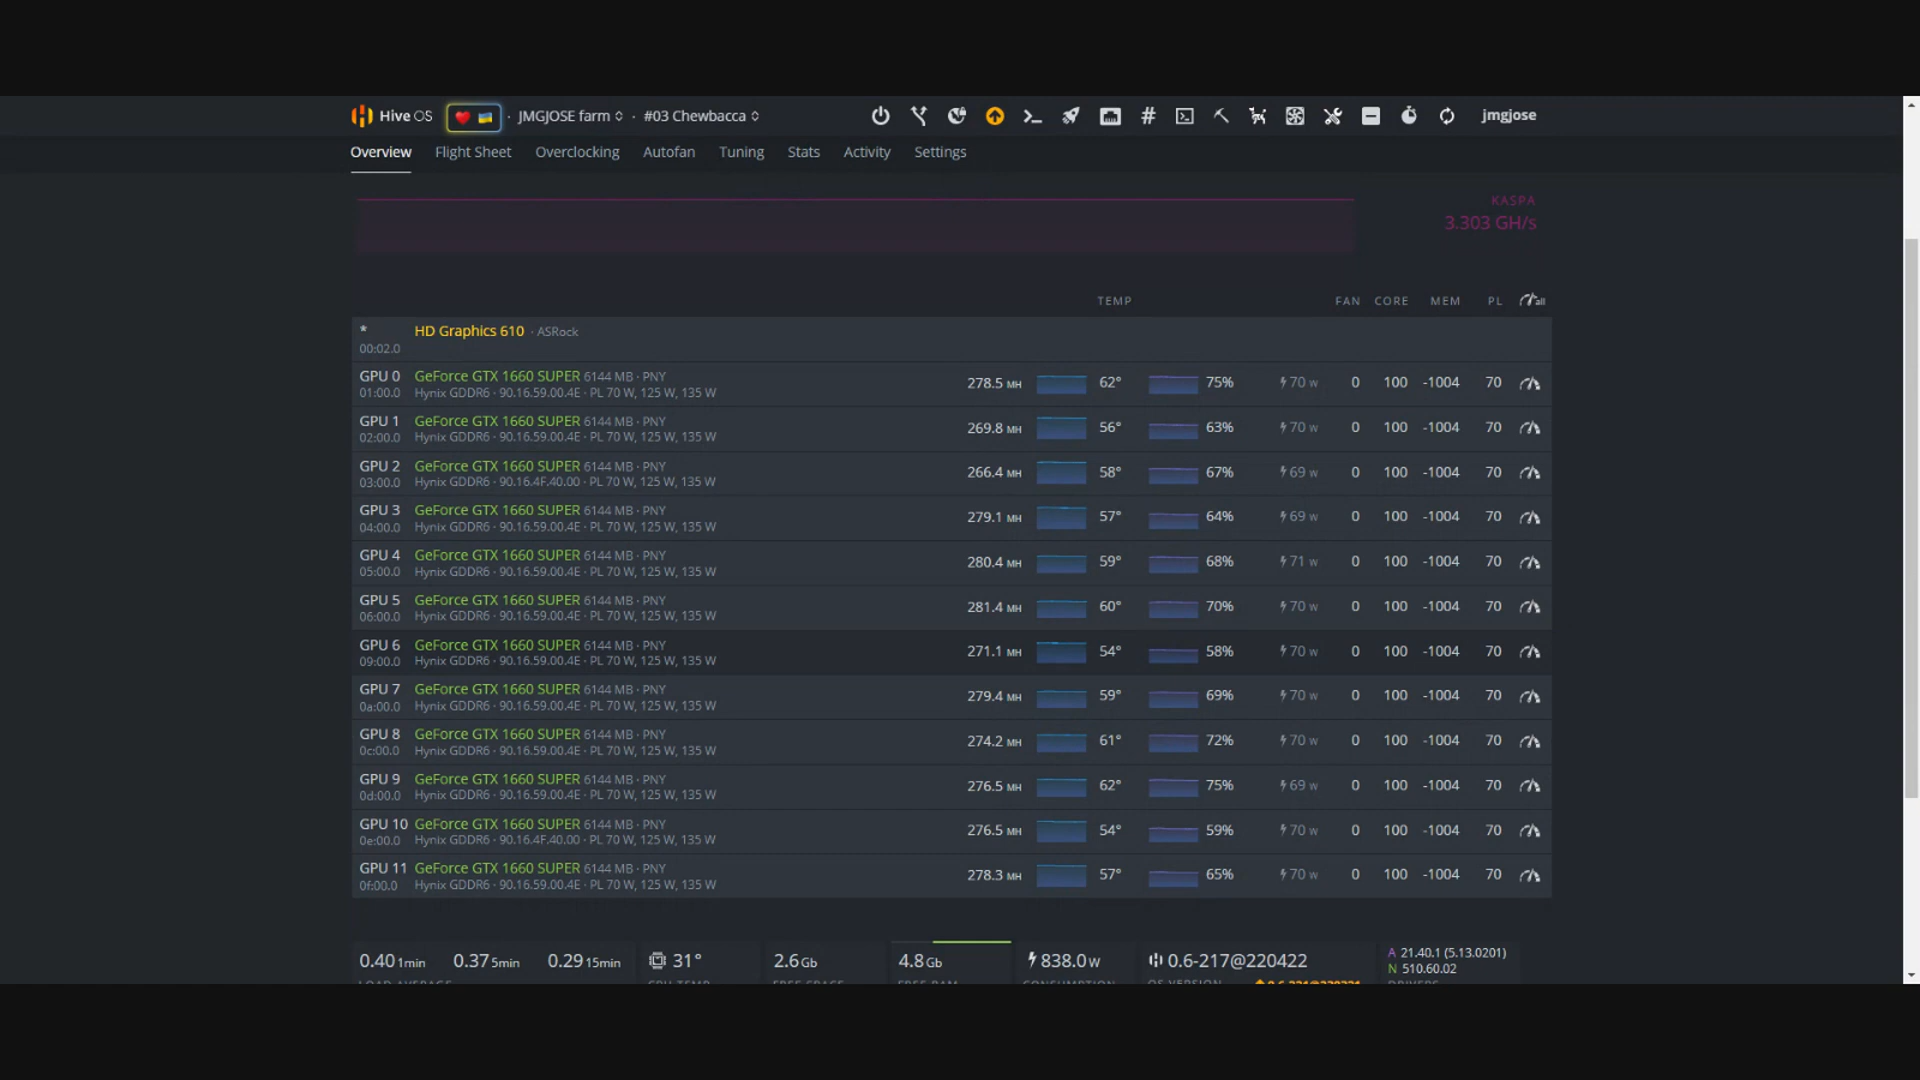 Hive OS · JMGJOSE farm · #03 Chewbacca jmgjose
Overview Flight Sheet Overclocking Autofan Tuning Stats Activity Settings
KASPA
3.303 GH/s
TEMP FAN CORE MEM PL all
* HD Graphics 610 · ASRock
00:02.0
GPU 0 GeForce GTX 1660 SUPER 6144 MB · PNY 278.5 MH 62° 75% 70 W 0 100 -1004 70
01:00.0 Hynix GDDR6 · 90.16.59.00.4E · PL 70 W, 125 W, 135 W
GPU 1 GeForce GTX 1660 SUPER 6144 MB · PNY 269.8 MH 56° 63% 70 W 0 100 -1004 70
02:00.0 Hynix GDDR6 · 90.16.59.00.4E · PL 70 W, 125 W, 135 W
GPU 2 GeForce GTX 1660 SUPER 6144 MB · PNY 266.4 MH 58° 67% 69 W 0 100 -1004 70
03:00.0 Hynix GDDR6 · 90.16.4F.40.00 · PL 70 W, 125 W, 135 W
GPU 3 GeForce GTX 1660 SUPER 6144 MB · PNY 279.1 MH 57° 64% 69 W 0 100 -1004 70
04:00.0 Hynix GDDR6 · 90.16.59.00.4E · PL 70 W, 125 W, 135 W
GPU 4 GeForce GTX 1660 SUPER 6144 MB · PNY 280.4 MH 59° 68% 71 W 0 100 -1004 70
05:00.0 Hynix GDDR6 · 90.16.59.00.4E · PL 70 W, 125 W, 135 W
GPU 5 GeForce GTX 1660 SUPER 6144 MB · PNY 281.4 MH 60° 70% 70 W 0 100 -1004 70
06:00.0 Hynix GDDR6 · 90.16.59.00.4E · PL 70 W, 125 W, 135 W
GPU 6 GeForce GTX 1660 SUPER 6144 MB · PNY 271.1 MH 54° 58% 70 W 0 100 -1004 70
09:00.0 Hynix GDDR6 · 90.16.59.00.4E · PL 70 W, 125 W, 135 W
GPU 7 GeForce GTX 1660 SUPER 6144 MB · PNY 279.4 MH 59° 69% 70 W 0 100 -1004 70
0a:00.0 Hynix GDDR6 · 90.16.59.00.4E · PL 70 W, 125 W, 135 W
GPU 8 GeForce GTX 1660 SUPER 6144 MB · PNY 274.2 MH 61° 72% 70 W 0 100 -1004 70
0c:00.0 Hynix GDDR6 · 90.16.59.00.4E · PL 70 W, 125 W, 135 W
GPU 9 GeForce GTX 1660 SUPER 6144 MB · PNY 276.5 MH 62° 75% 69 W 0 100 -1004 70
0d:00.0 Hynix GDDR6 · 90.16.59.00.4E · PL 70 W, 125 W, 135 W
GPU 10 GeForce GTX 1660 SUPER 6144 MB · PNY 276.5 MH 54° 59% 70 W 0 100 -1004 70
0e:00.0 Hynix GDDR6 · 90.16.4F.40.00 · PL 70 W, 125 W, 135 W
GPU 11 GeForce GTX 1660 SUPER 6144 MB · PNY 278.3 MH 57° 65% 70 W 0 100 -1004 70
0f:00.0 Hynix GDDR6 · 90.16.59.00.4E · PL 70 W, 125 W, 135 W
0.40 1min 0.37 5min 0.29 15min 31° 2.6 Gb 4.8 Gb 838.0 W 0.6-217@220422 A 21.40.1 (5.13.0201)
N 510.60.02
LOAD AVERAGE CPU TEMP FREE SPACE FREE RAM CONSUMPTION OS VERSION DRIVERS